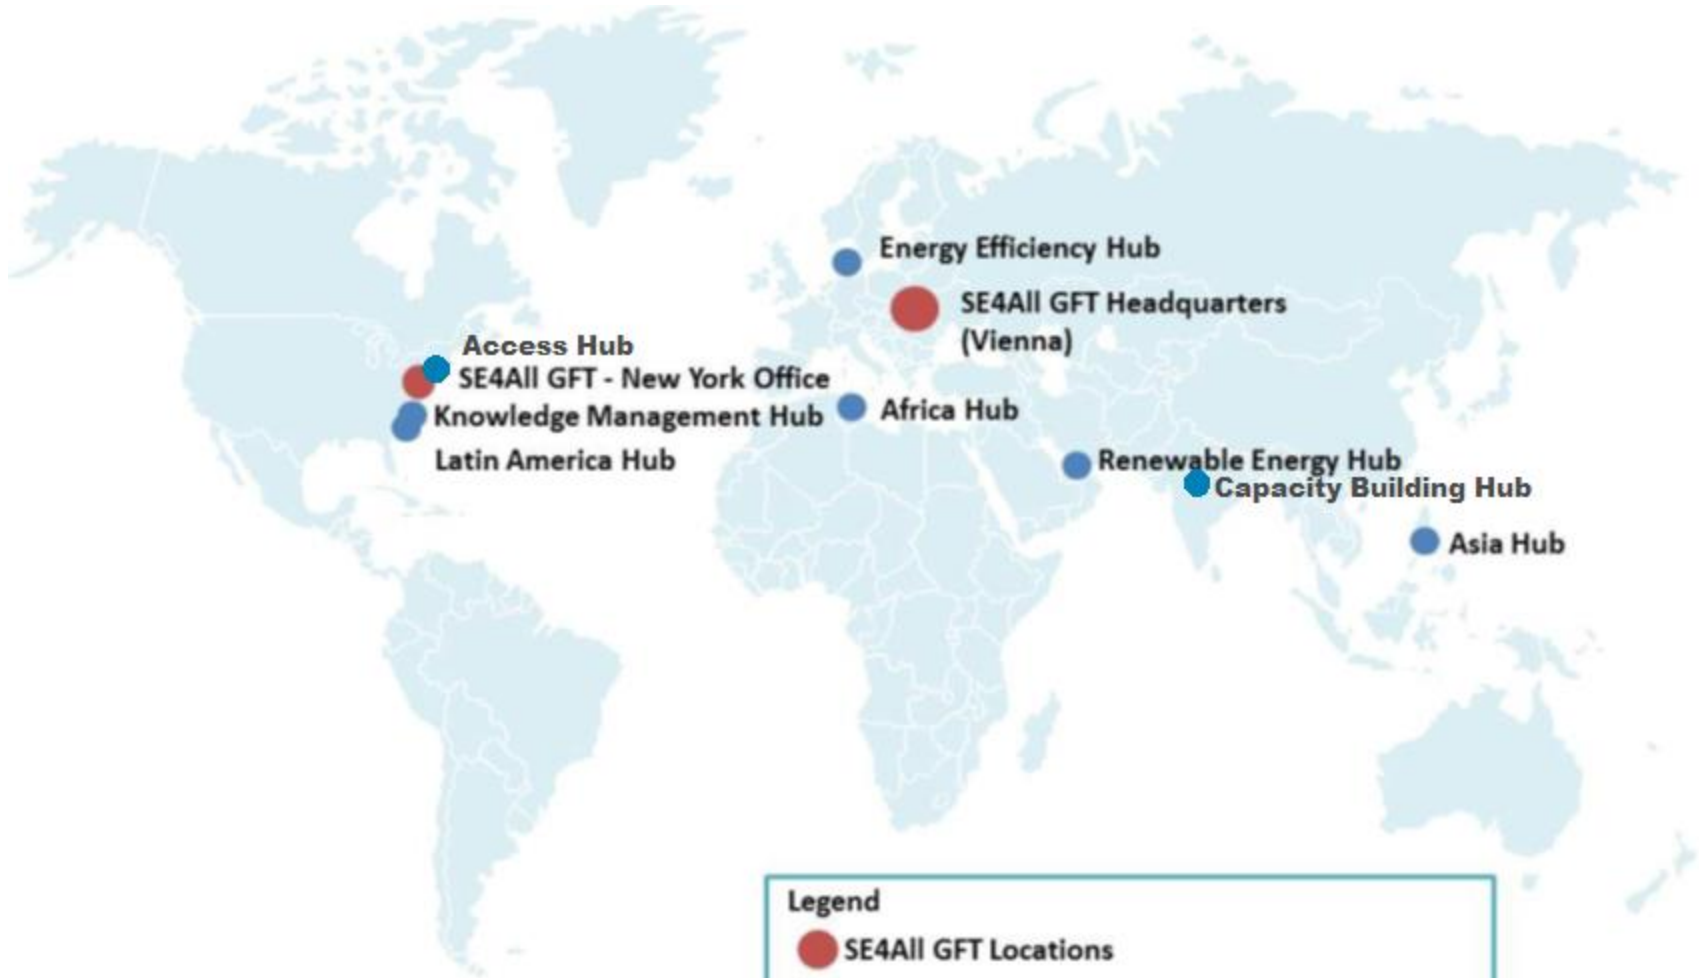 Energy Efficiency Hub
SE4All GFT Headquarters
(Vienna)
Access Hub
SE4All GFT - New York Office
Knowledge Management Hub
Africa Hub
Latin America Hub
Renewable Energy Hub
Capacity Building Hub
Asia Hub
Legend
SE4All GFT Locations